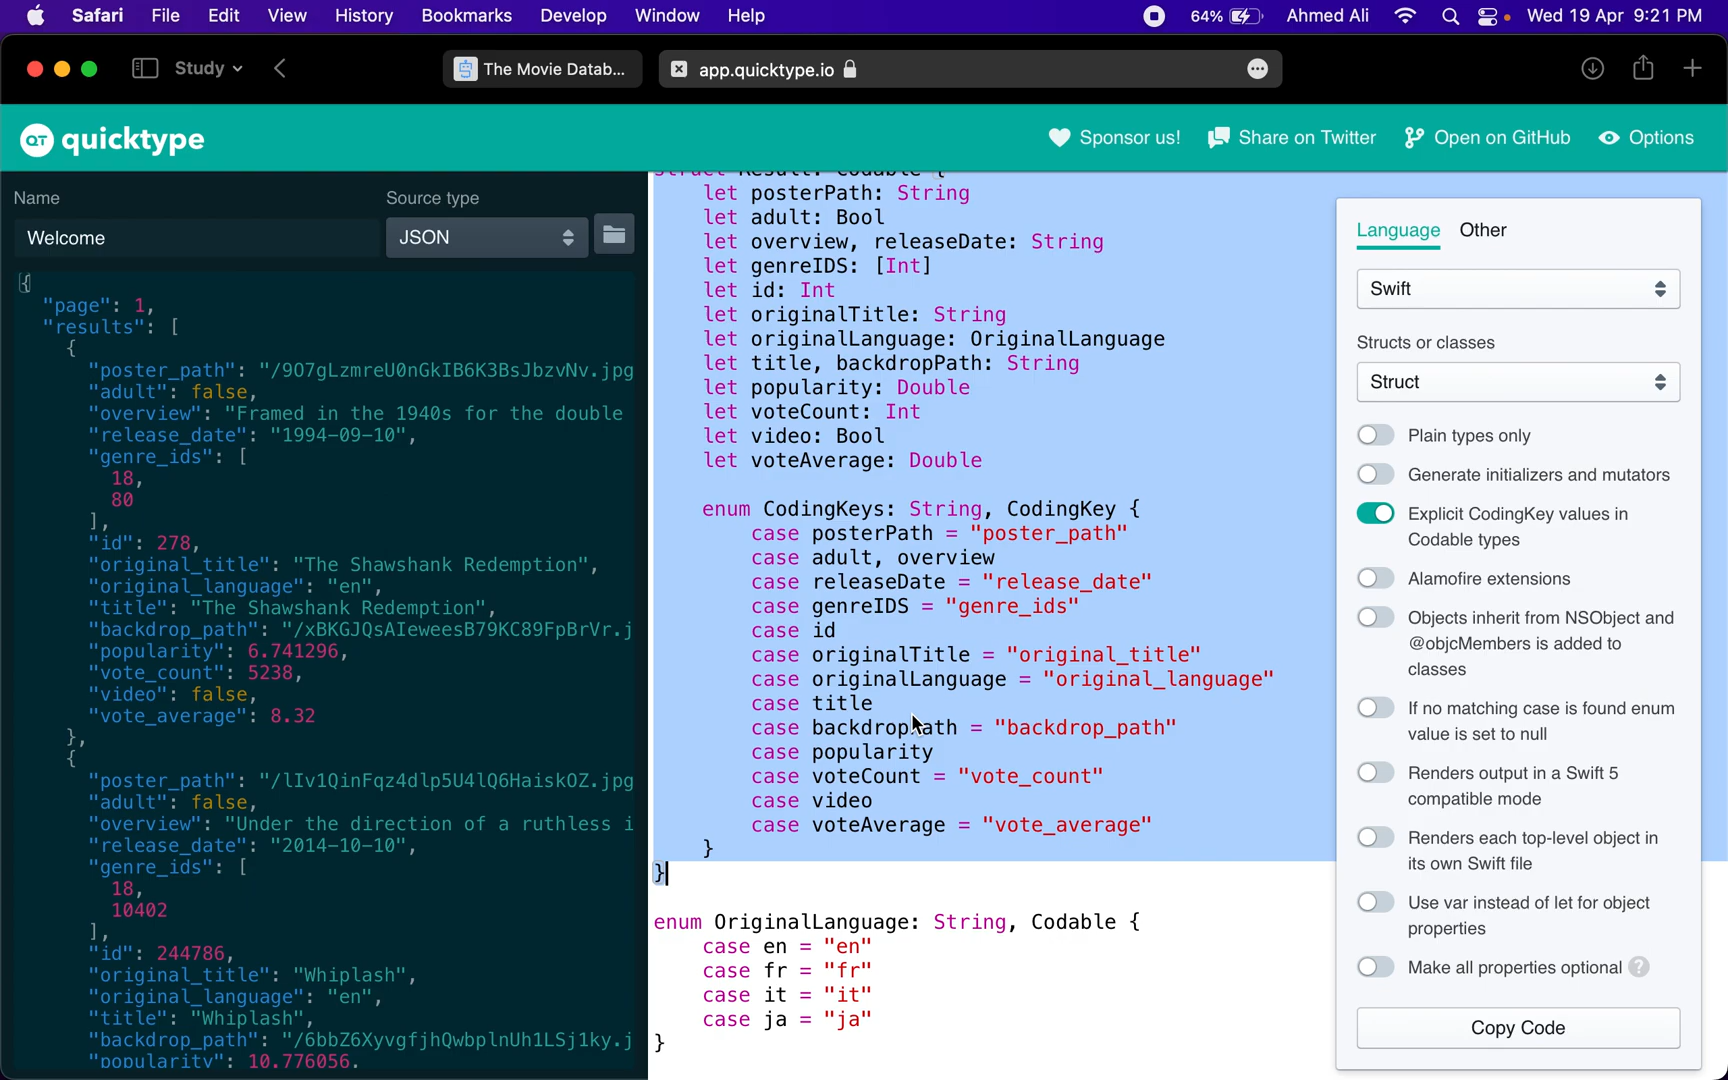 Safari File Edit View History Bookmarks Develop Window Help 64% Ahmed Ali Wed 19 Apr 9:21 PM
Study The Movie Datab... app.quicktype.io
QT quicktype Sponsor us! Share on Twitter Open on GitHub Options
Name Source type
Welcome JSON
{
"page": 1,
"results": [
{
"poster_path": "/9O7gLzmreU0nGkIB6K3BsJbzvNv.jpg
"adult": false,
"overview": "Framed in the 1940s for the double
"release_date": "1994-09-10",
"genre_ids": [
18,
80
],
"id": 278,
"original_title": "The Shawshank Redemption",
"original_language": "en",
"title": "The Shawshank Redemption",
"backdrop_path": "/xBKGJQsAIeweesB79KC89FpBrVr.j
"popularity": 6.741296,
"vote_count": 5238,
"video": false,
"vote_average": 8.32
},
{
"poster_path": "/lIv1QinFqz4dlp5U4lQ6HaiskOZ.jpg
"adult": false,
"overview": "Under the direction of a ruthless i
"release_date": "2014-10-10",
"genre_ids": [
18,
10402
],
"id": 244786,
"original_title": "Whiplash",
"original_language": "en",
"title": "Whiplash",
"backdrop_path": "/6bbZ6XyvgfjhQwbplnUh1LSj1ky.j
"popularity": 10.776056.
struct Result: Codable {
let posterPath: String
let adult: Bool
let overview, releaseDate: String
let genreIDS: [Int]
let id: Int
let originalTitle: String
let originalLanguage: OriginalLanguage
let title, backdropPath: String
let popularity: Double
let voteCount: Int
let video: Bool
let voteAverage: Double
enum CodingKeys: String, CodingKey {
case posterPath = "poster_path"
case adult, overview
case releaseDate = "release_date"
case genreIDS = "genre_ids"
case id
case originalTitle = "original_title"
case originalLanguage = "original_language"
case title
case backdropPath = "backdrop_path"
case popularity
case voteCount = "vote_count"
case video
case voteAverage = "vote_average"
}
}
enum OriginalLanguage: String, Codable {
case en = "en"
case fr = "fr"
case it = "it"
case ja = "ja"
}
Language Other
Swift
Structs or classes
Struct
Plain types only
Generate initializers and mutators
Explicit CodingKey values in
Codable types
Alamofire extensions
Objects inherit from NSObject and
@objcMembers is added to
classes
If no matching case is found enum
value is set to null
Renders output in a Swift 5
compatible mode
Renders each top-level object in
its own Swift file
Use var instead of let for object
properties
Make all properties optional ?
Copy Code